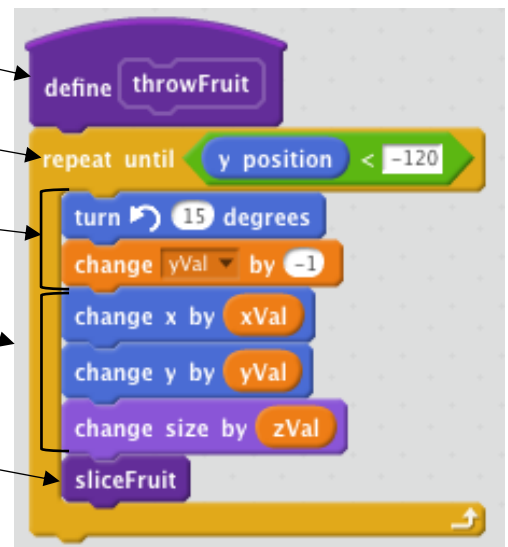 define throwFruit
repeat until y position < -120
turn 15 degrees
change yVal by -1
change x by xVal
change y by yVal
change size by zVal
sliceFruit